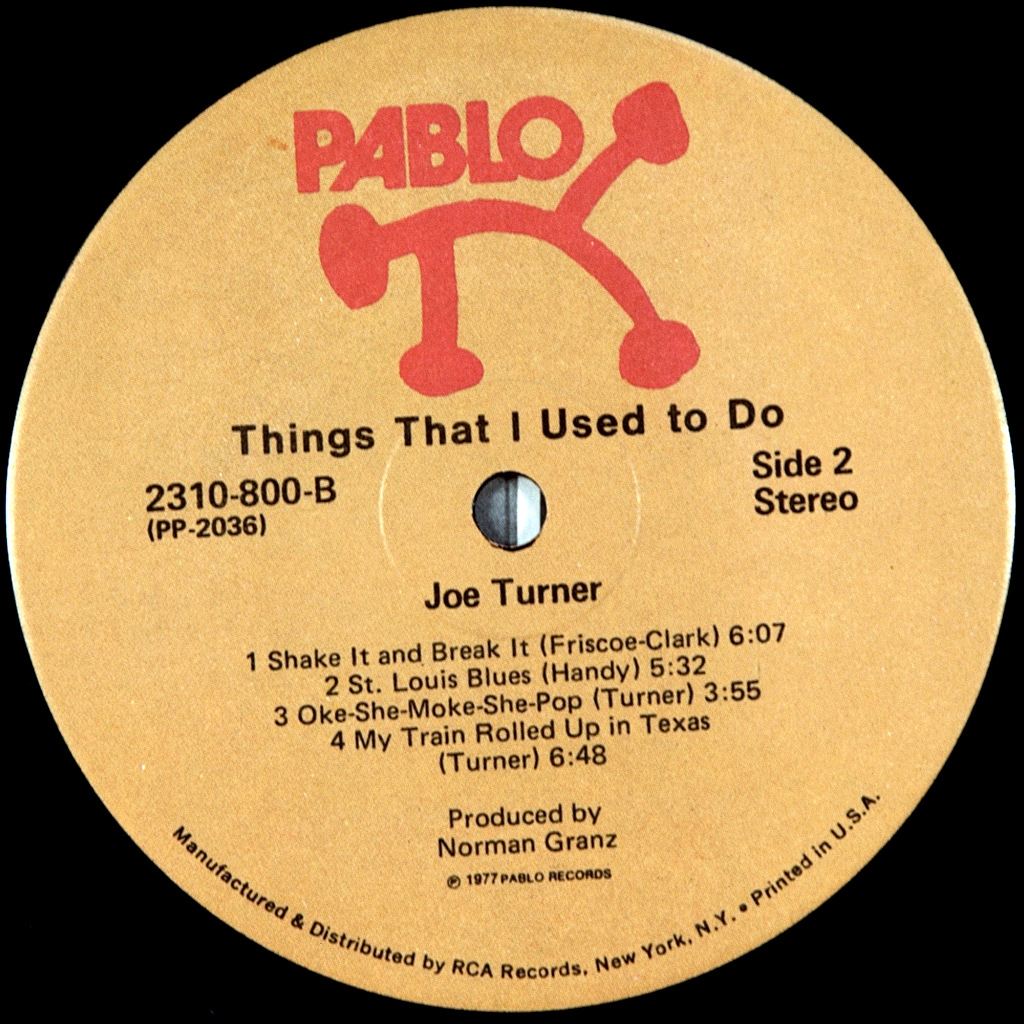 PABLO
Things That I Used to Do
2310-800-B
(PP-2036)
Side 2
Stereo
Joe Turner
1 Shake It and Break It (Friscoe-Clark) 6:07
2 St. Louis Blues (Handy) 5:32
3 Oke-She-Moke-She-Pop (Turner) 3:55
4 My Train Rolled Up in Texas
(Turner) 6:48
Produced by
Norman Granz
℗ 1977 PABLO RECORDS
Manufactured & Distributed by RCA Records, New York, N.Y. • Printed in U.S.A.